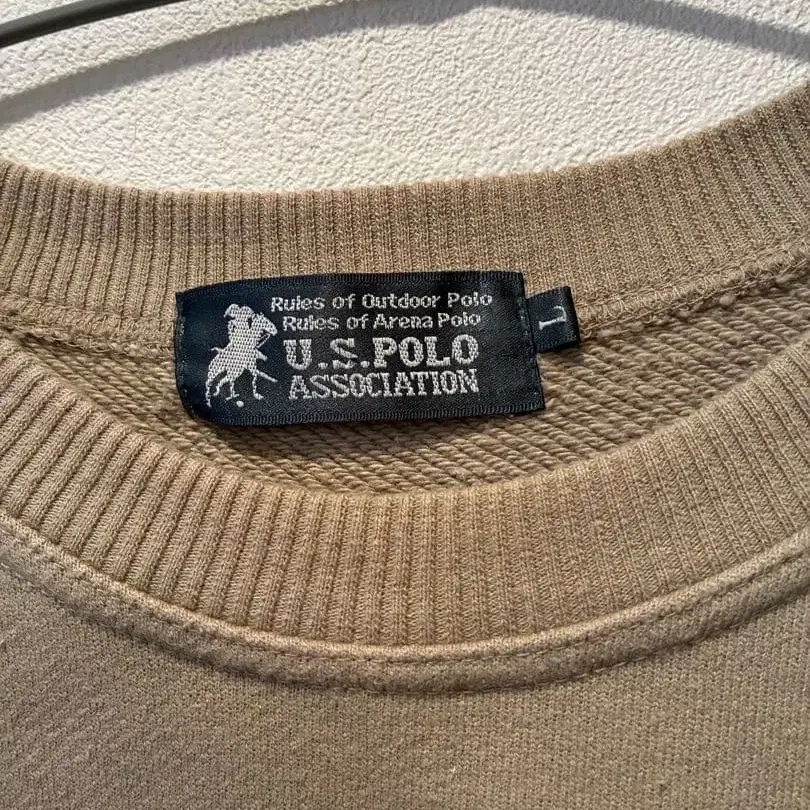 Rules of Outdoor Polo
Rules of Arena Polo
U.S.POLO
ASSOCIATION
L